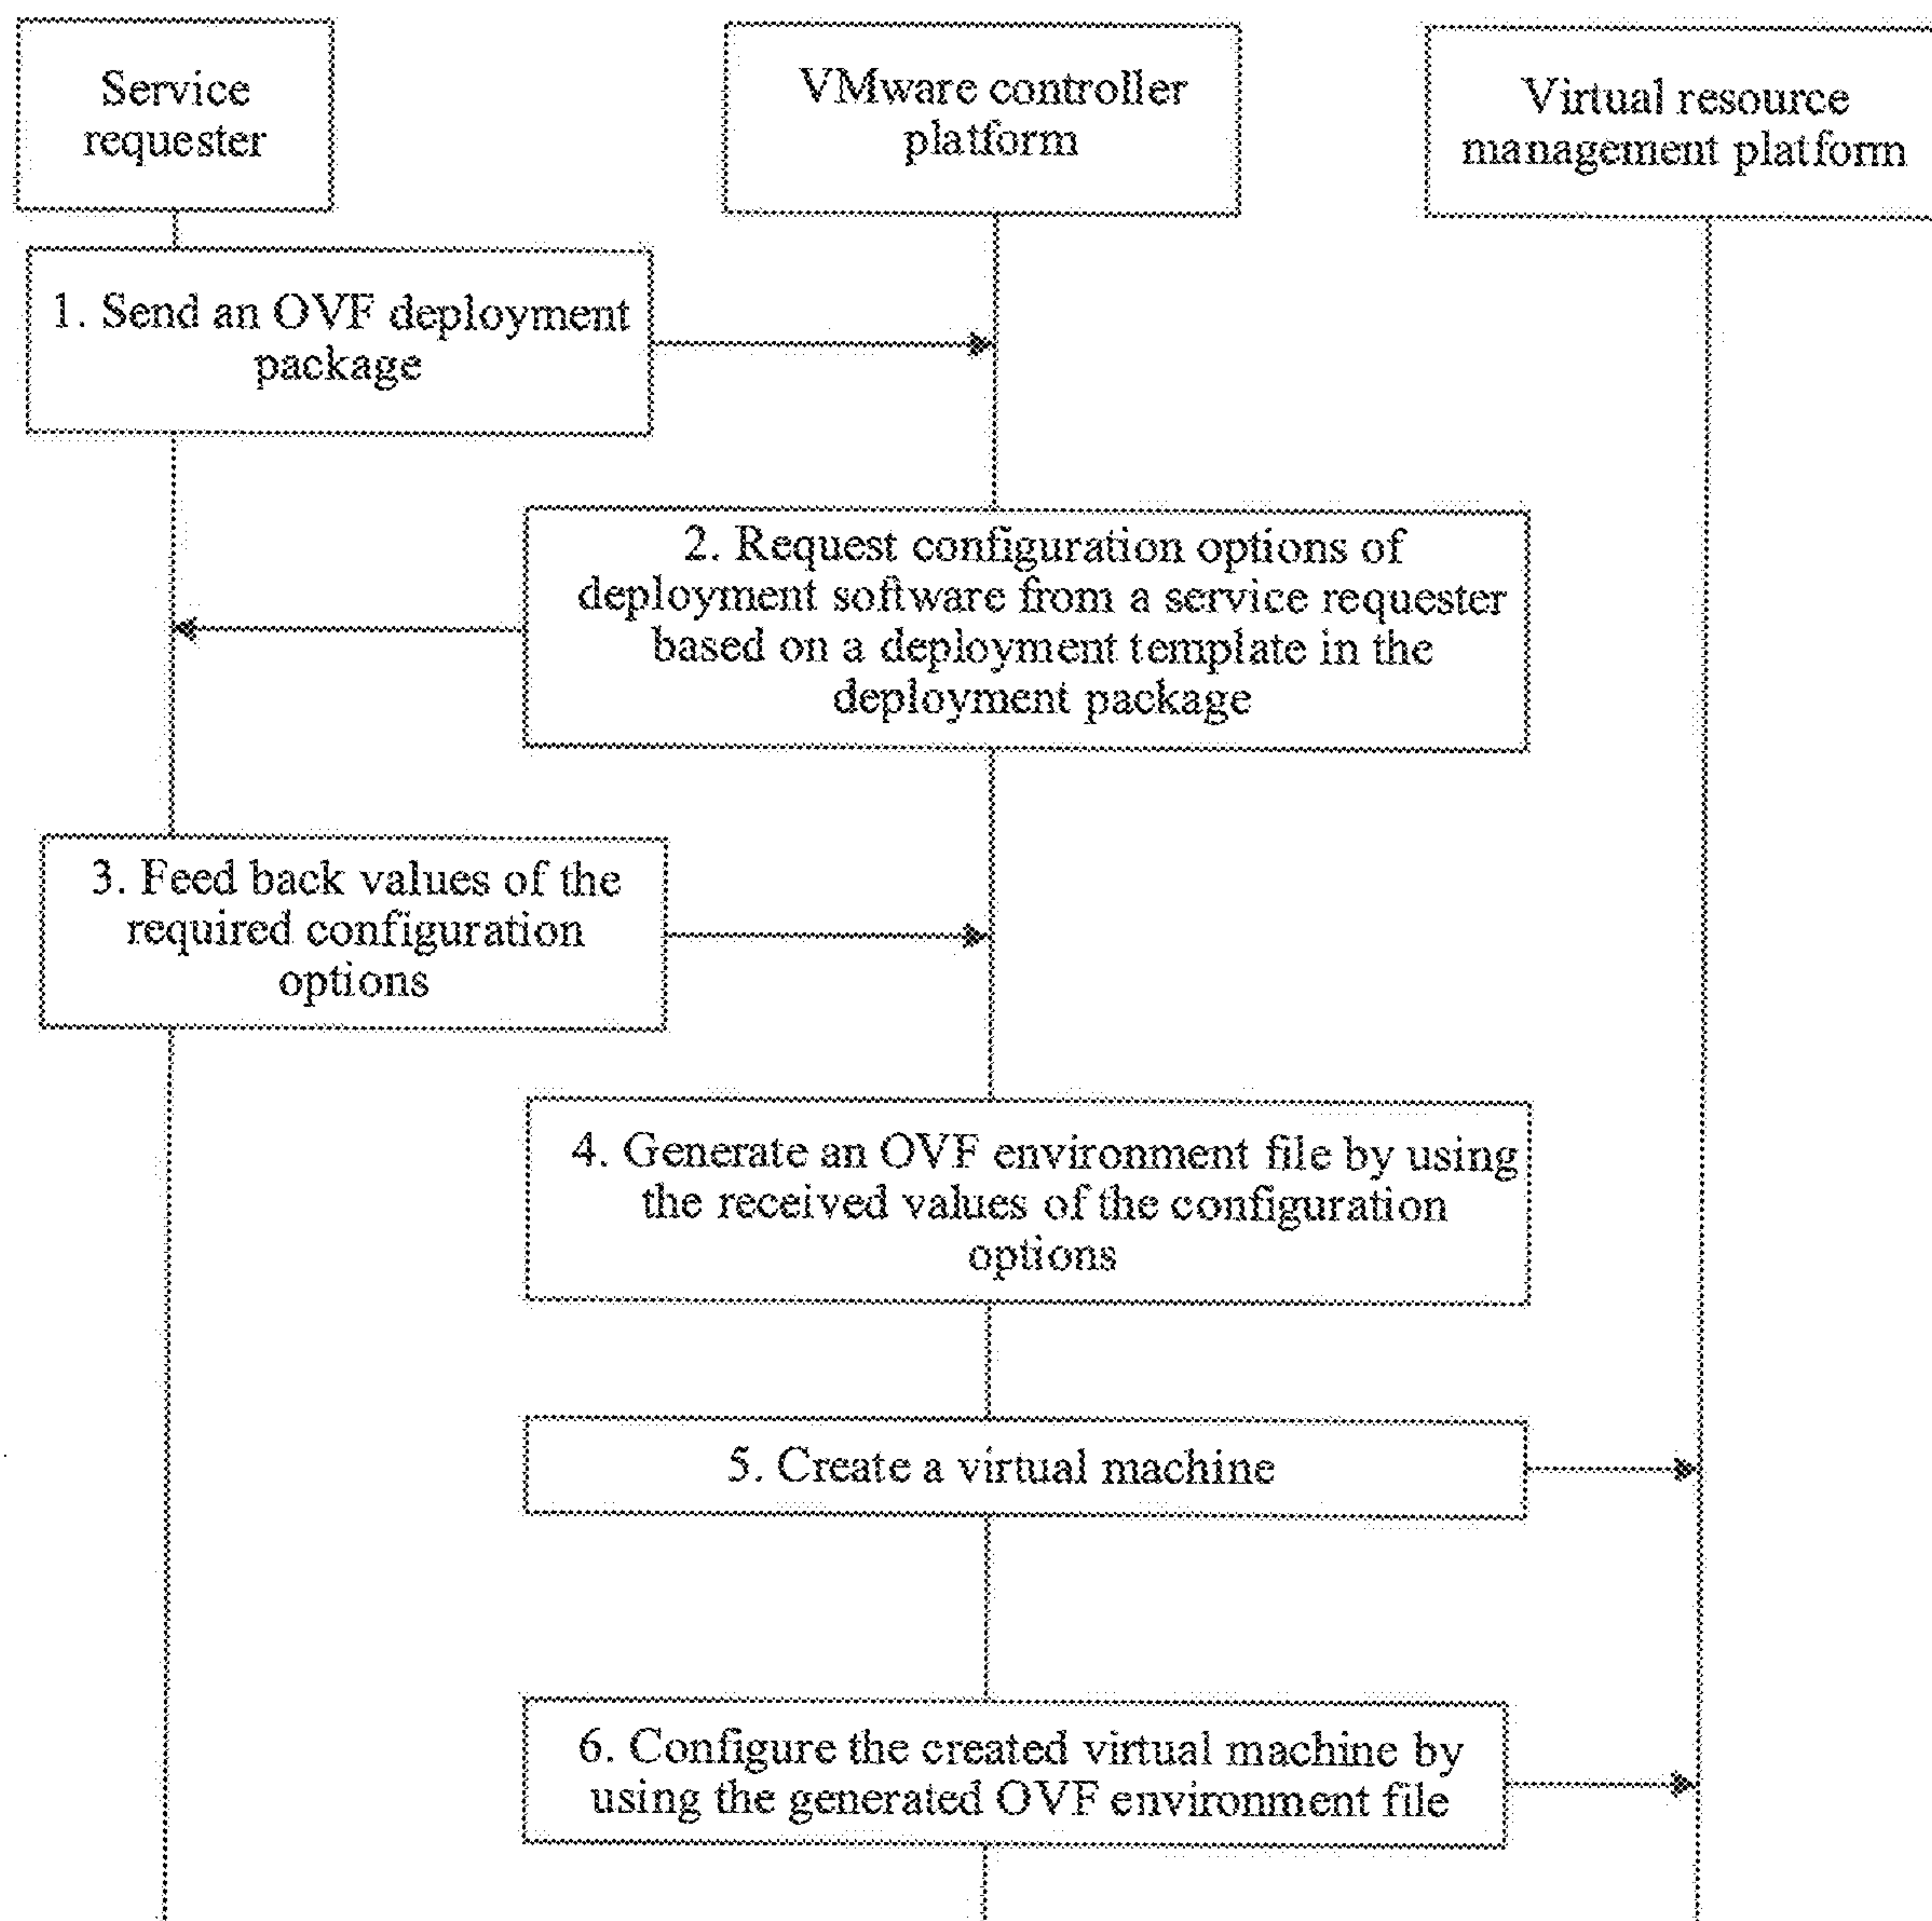 Service
requester
VMware controller
platform
Virtual resource
management platform
1. Send an OVF deployment
package
2. Request configuration options of
deployment software from a service requester
based on a deployment template in the
deployment package
3. Feed back values of the
required configuration
options
4. Generate an OVF environment file by using
the received values of the configuration
options
5. Create a virtual machine
6. Configure the created virtual machine by
using the generated OVF environment file